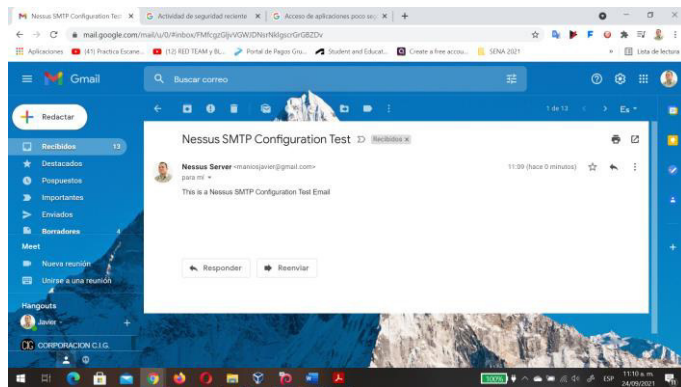 Nessus SMTP Configuration Test
Actividad de seguridad reciente
Acceso de aplicaciones poco seg
mail.google.com/mail/u/0/#inbox/
Aplicaciones
(41) Practica Escane...
(12) RED TEAM y BL...
Portal de Pagos Gru...
Student and Educat...
Create a free accou...
SENA 2021
»
Lista de lectura
Gmail
Buscar correo
Redactar
1 de 13
Es
Recibidos 13
Destacados
Pospuestos
Importantes
Enviados
Borradores 4
Meet
Nueva reunión
Unirse a una reunión
Hangouts
Javier
CORPORACION C.I.G.
Nessus SMTP Configuration Test
Recibidos x
Nessus Server <maniosjavier@gmail.com>
11:09 (hace 0 minutos)
para mí
This is a Nessus SMTP Configuration Test Email
Responder
Reenviar
100%
ESP
11:10 a. m.
24/09/2021